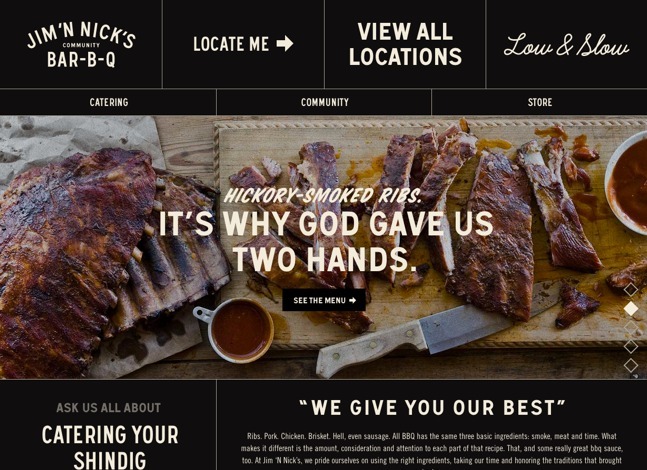 JIM'N NICK'S
COMMUNITY
BAR-B-Q
LOCATE ME
VIEW ALL
LOCATIONS
Low & Slow
CATERING
COMMUNITY
STORE
HICKORY-SMOKED RIBS.
IT'S WHY GOD GAVE US
TWO HANDS.
SEE THE MENU
ASK US ALL ABOUT
CATERING YOUR
SHINDIG
“WE GIVE YOU OUR BEST”
Ribs. Pork. Chicken. Brisket. Hell, even sausage. All BBQ has the same three basic ingredients: smoke, meat and time. What
makes it different is the amount, consideration and attention to each part of that recipe. That, and some really great bbq sauce,
too. At Jim 'N Nick's, we pride ourselves on using the right ingredients, taking our time and honoring the traditions that brought